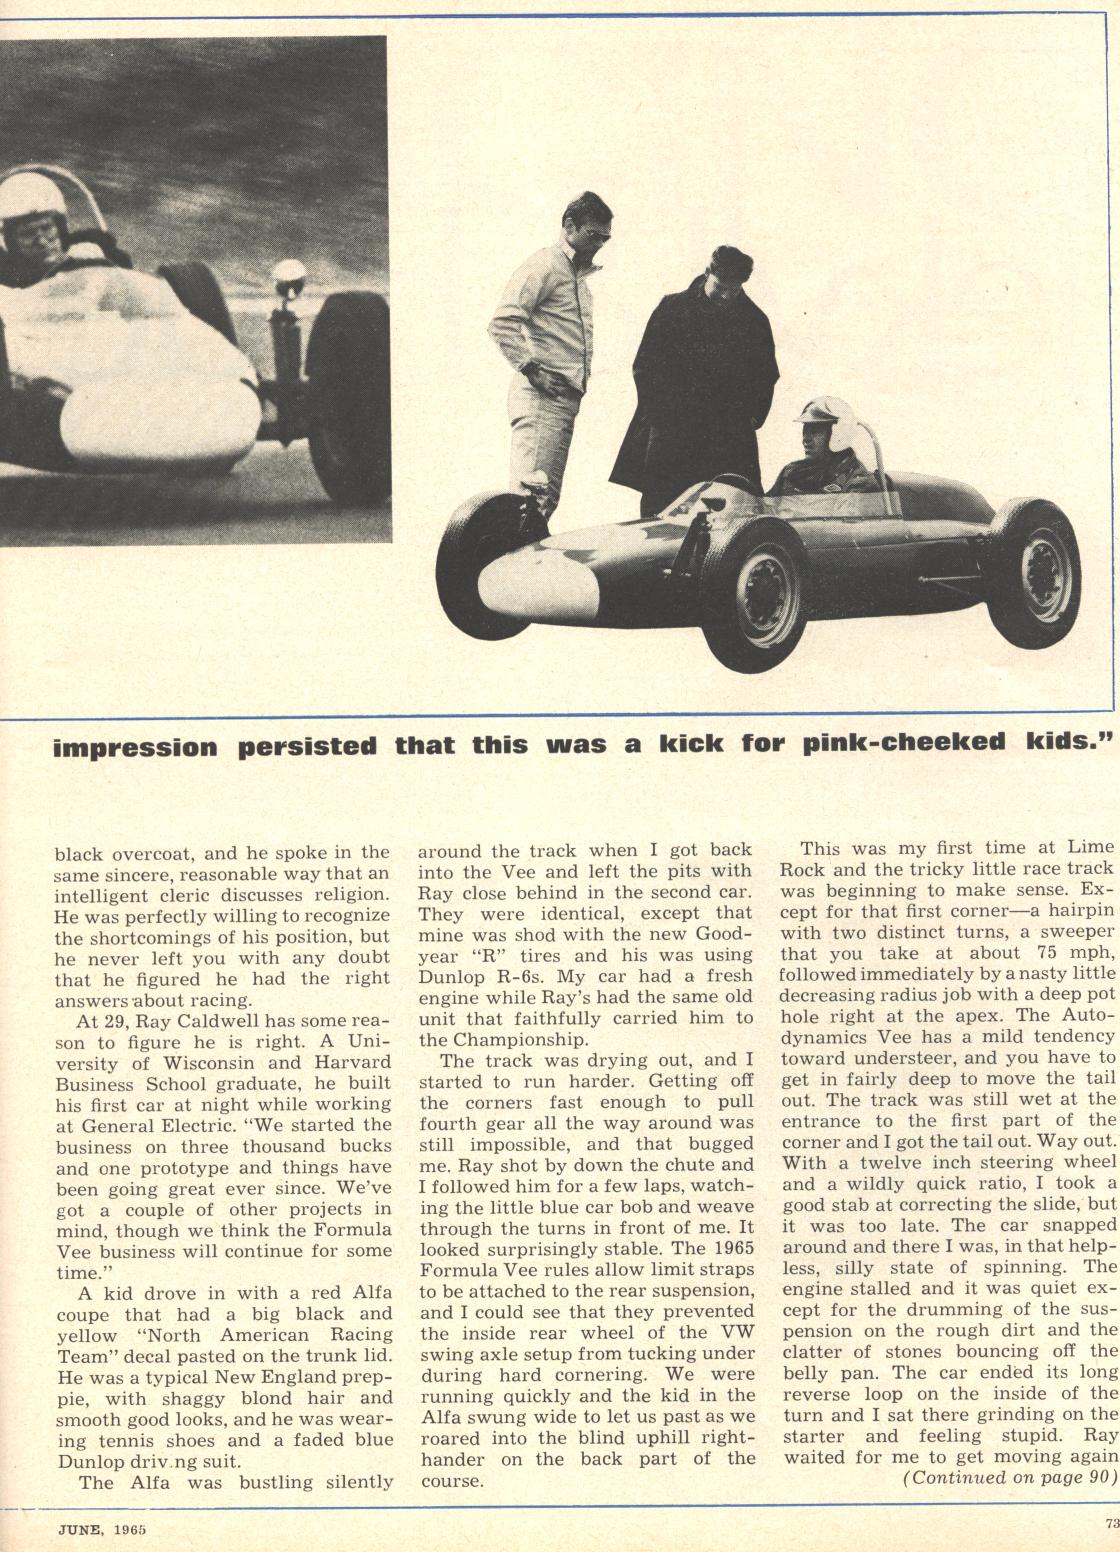 impression persisted that this was a kick for pink-cheeked kids.”
black overcoat, and he spoke in the
same sincere, reasonable way that an
intelligent cleric discusses religion.
He was perfectly willing to recognize
the shortcomings of his position, but
he never left you with any doubt
that he figured he had the right
answers about racing.
At 29, Ray Caldwell has some rea-
son to figure he is right. A Uni-
versity of Wisconsin and Harvard
Business School graduate, he built
his first car at night while working
at General Electric. “We started the
business on three thousand bucks
and one prototype and things have
been going great ever since. We’ve
got a couple of other projects in
mind, though we think the Formula
Vee business will continue for some
time.”
A kid drove in with a red Alfa
coupe that had a big black and
yellow “North American Racing
Team” decal pasted on the trunk lid.
He was a typical New England prep-
pie, with shaggy blond hair and
smooth good looks, and he was wear-
ing tennis shoes and a faded blue
Dunlop driv.ng suit.
The Alfa was bustling silently
around the track when I got back
into the Vee and left the pits with
Ray close behind in the second car.
They were identical, except that
mine was shod with the new Good-
year “R” tires and his was using
Dunlop R-6s. My car had a fresh
engine while Ray’s had the same old
unit that faithfully carried him to
the Championship.
The track was drying out, and I
started to run harder. Getting off
the corners fast enough to pull
fourth gear all the way around was
still impossible, and that bugged
me. Ray shot by down the chute and
I followed him for a few laps, watch-
ing the little blue car bob and weave
through the turns in front of me. It
looked surprisingly stable. The 1965
Formula Vee rules allow limit straps
to be attached to the rear suspension,
and I could see that they prevented
the inside rear wheel of the VW
swing axle setup from tucking under
during hard cornering. We were
running quickly and the kid in the
Alfa swung wide to let us past as we
roared into the blind uphill right-
hander on the back part of the
course.
This was my first time at Lime
Rock and the tricky little race track
was beginning to make sense. Ex-
cept for that first corner—a hairpin
with two distinct turns, a sweeper
that you take at about 75 mph,
followed immediately by a nasty little
decreasing radius job with a deep pot
hole right at the apex. The Auto-
dynamics Vee has a mild tendency
toward understeer, and you have to
get in fairly deep to move the tail
out. The track was still wet at the
entrance to the first part of the
corner and I got the tail out. Way out.
With a twelve inch steering wheel
and a wildly quick ratio, I took a
good stab at correcting the slide, but
it was too late. The car snapped
around and there I was, in that help-
less, silly state of spinning. The
engine stalled and it was quiet ex-
cept for the drumming of the sus-
pension on the rough dirt and the
clatter of stones bouncing off the
belly pan. The car ended its long
reverse loop on the inside of the
turn and I sat there grinding on the
starter and feeling stupid. Ray
waited for me to get moving again
(Continued on page 90)
JUNE, 1965
73